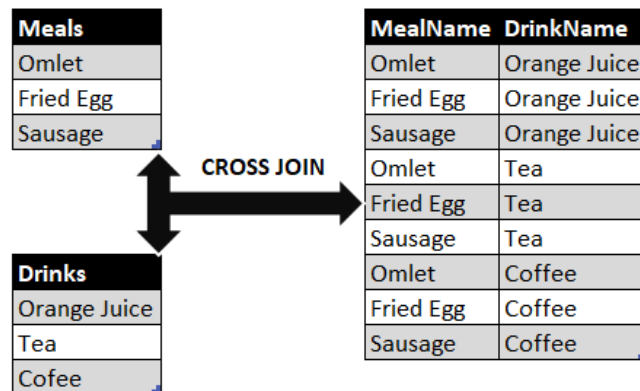 Meals
Omlet
Fried Egg
Sausage
CROSS JOIN
Drinks
Orange Juice
Tea
Cofee
MealName DrinkName
Omlet Orange Juice
Fried Egg Orange Juice
Sausage Orange Juice
Omlet Tea
Fried Egg Tea
Sausage Tea
Omlet Coffee
Fried Egg Coffee
Sausage Coffee